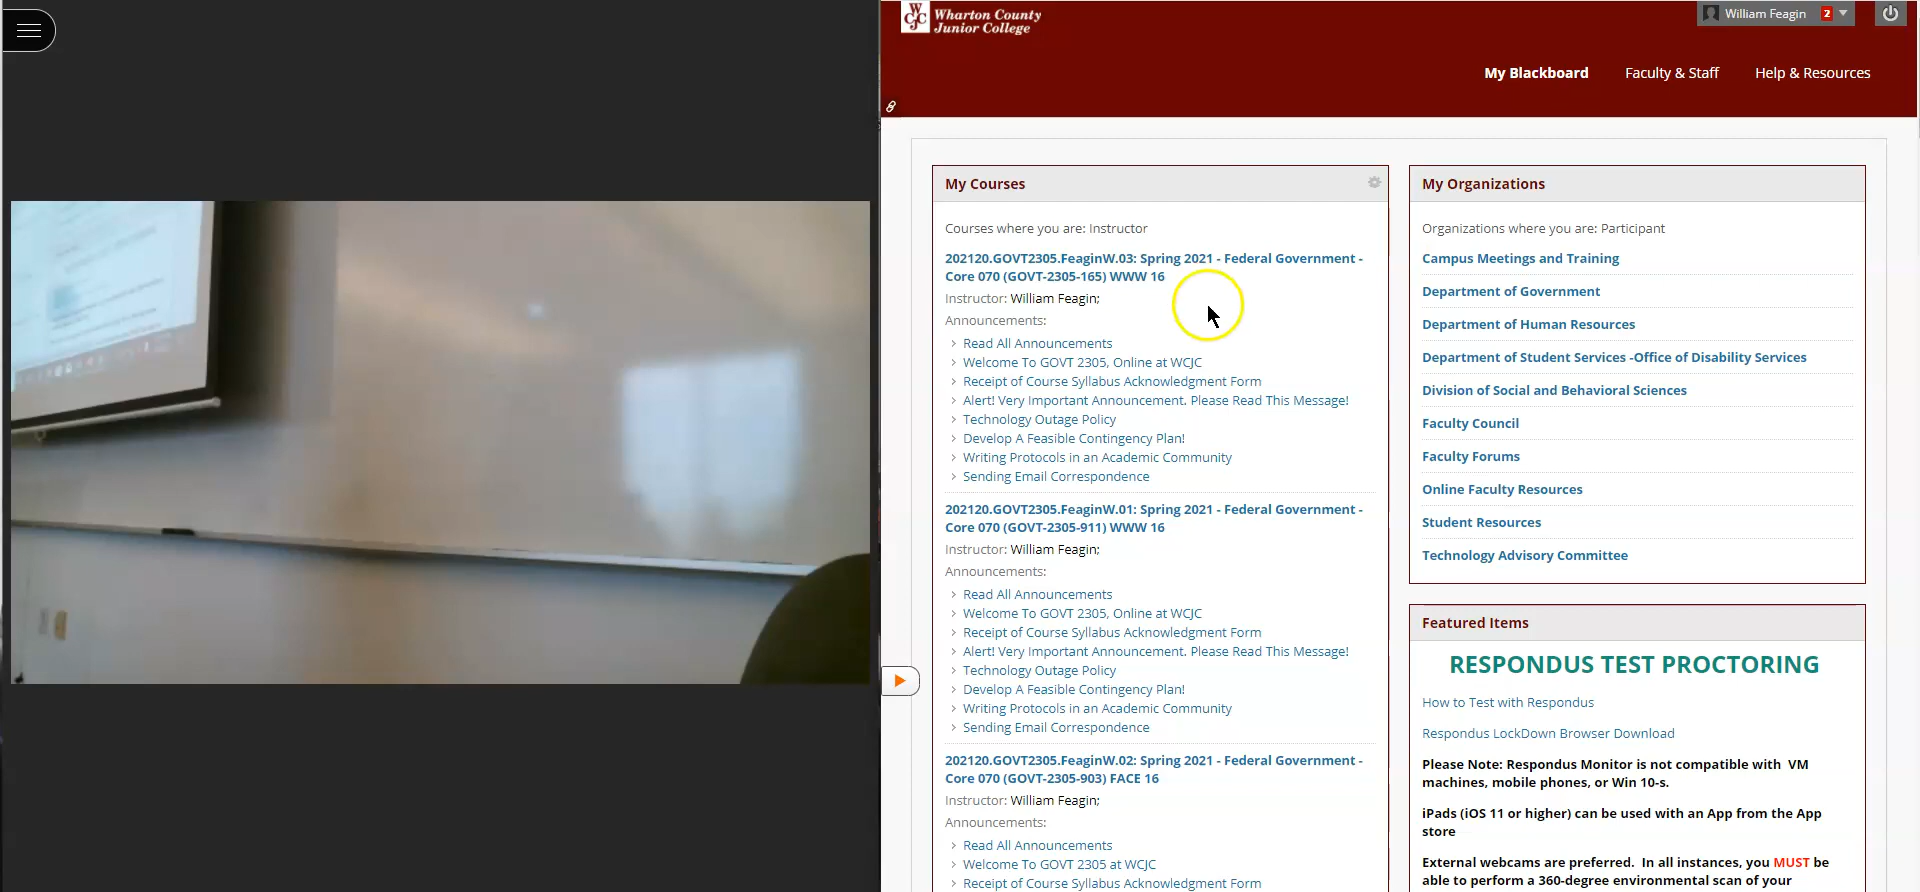 WCJC
Wharton County
Junior College
William Feagin 2
My Blackboard Faculty & Staff Help & Resources
My Courses
Courses where you are: Instructor
202120.GOVT2305.FeaginW.03: Spring 2021 - Federal Government -
Core 070 (GOVT-2305-165) WWW 16
Instructor: William Feagin;
Announcements:
Read All Announcements
Welcome To GOVT 2305, Online at WCJC
Receipt of Course Syllabus Acknowledgment Form
Alert! Very Important Announcement. Please Read This Message!
Technology Outage Policy
Develop A Feasible Contingency Plan!
Writing Protocols in an Academic Community
Sending Email Correspondence
202120.GOVT2305.FeaginW.01: Spring 2021 - Federal Government -
Core 070 (GOVT-2305-911) WWW 16
Instructor: William Feagin;
Announcements:
Read All Announcements
Welcome To GOVT 2305, Online at WCJC
Receipt of Course Syllabus Acknowledgment Form
Alert! Very Important Announcement. Please Read This Message!
Technology Outage Policy
Develop A Feasible Contingency Plan!
Writing Protocols in an Academic Community
Sending Email Correspondence
202120.GOVT2305.FeaginW.02: Spring 2021 - Federal Government -
Core 070 (GOVT-2305-903) FACE 16
Instructor: William Feagin;
Announcements:
Read All Announcements
Welcome To GOVT 2305 at WCJC
Receipt of Course Syllabus Acknowledgment Form
My Organizations
Organizations where you are: Participant
Campus Meetings and Training
Department of Government
Department of Human Resources
Department of Student Services -Office of Disability Services
Division of Social and Behavioral Sciences
Faculty Council
Faculty Forums
Online Faculty Resources
Student Resources
Technology Advisory Committee
Featured Items
RESPONDUS TEST PROCTORING
How to Test with Respondus
Respondus LockDown Browser Download
Please Note: Respondus Monitor is not compatible with VM
machines, mobile phones, or Win 10-s.
iPads (iOS 11 or higher) can be used with an App from the App
store
External webcams are preferred. In all instances, you MUST be
able to perform a 360-degree environmental scan of your